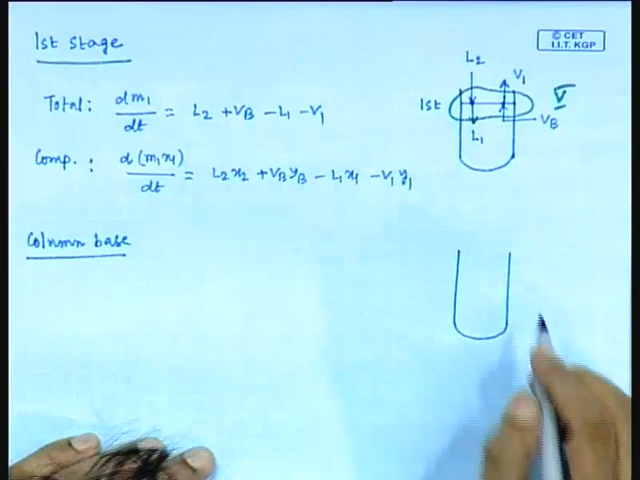 © CET
I.I.T. KGP
1st stage
L2
V1
1st
V
VB
L1
Total: dm1/dt = L2 + VB - L1 - V1
Comp.: d(m1x1)/dt = L2x2 + VByB - L1x1 - V1y1
Column base